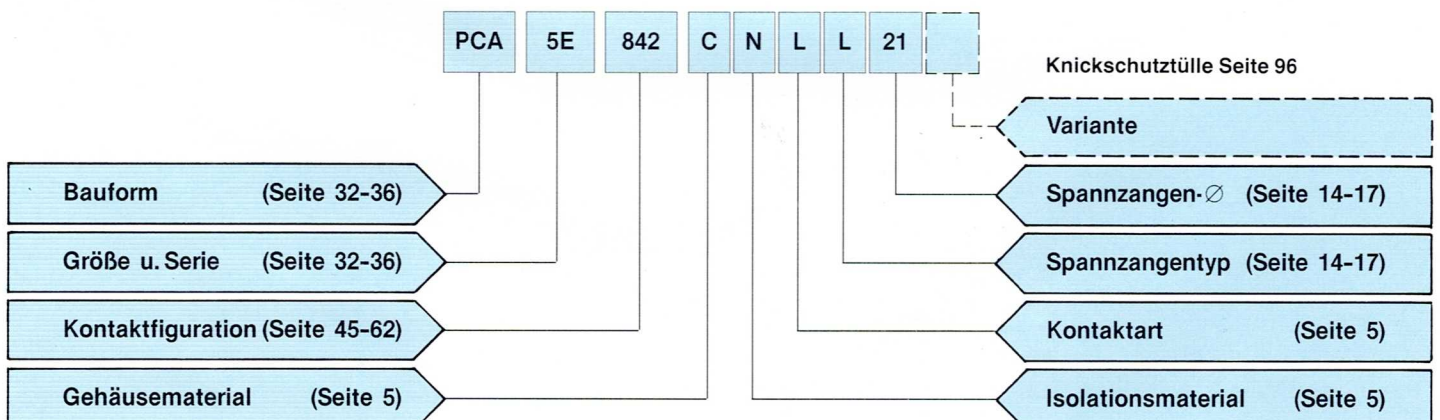 PCA 5E 842 C N L L 21
Knickschutztülle Seite 96
Variante
Bauform (Seite 32-36)
Spannzangen-∅ (Seite 14-17)
Größe u. Serie (Seite 32-36)
Spannzangentyp (Seite 14-17)
Kontaktfiguration (Seite 45-62)
Kontaktart (Seite 5)
Gehäusematerial (Seite 5)
Isolationsmaterial (Seite 5)